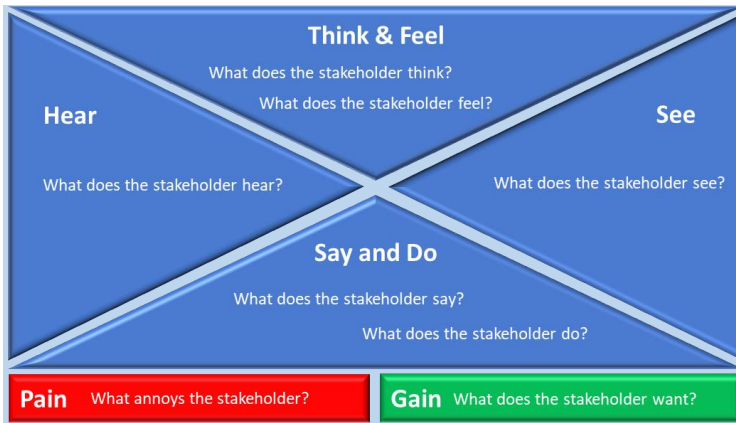 Think & Feel
What does the stakeholder think?
What does the stakeholder feel?
Hear
What does the stakeholder hear?
See
What does the stakeholder see?
Say and Do
What does the stakeholder say?
What does the stakeholder do?
Pain What annoys the stakeholder?
Gain What does the stakeholder want?